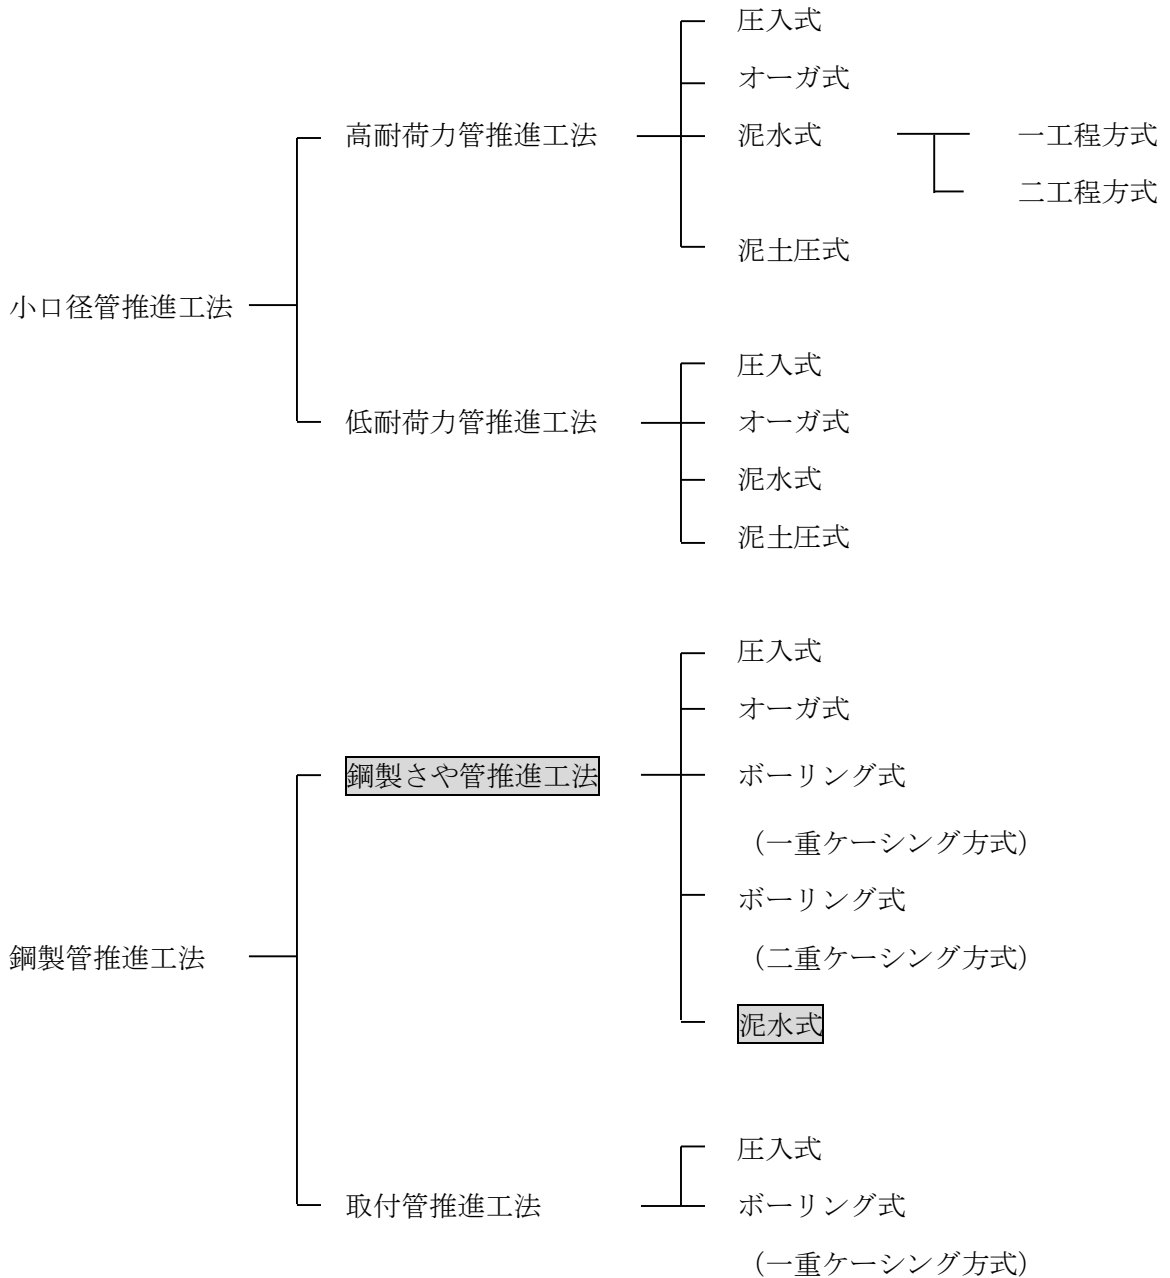 圧入式
オーガ式
高耐荷力管推進工法
泥水式
一工程方式
二工程方式
泥土圧式
小口径管推進工法
圧入式
低耐荷力管推進工法
オーガ式
泥水式
泥土圧式
圧入式
オーガ式
鋼製さや管推進工法
ボーリング式
（一重ケーシング方式）
ボーリング式
鋼製管推進工法
（二重ケーシング方式）
泥水式
圧入式
取付管推進工法
ボーリング式
（一重ケーシング方式）